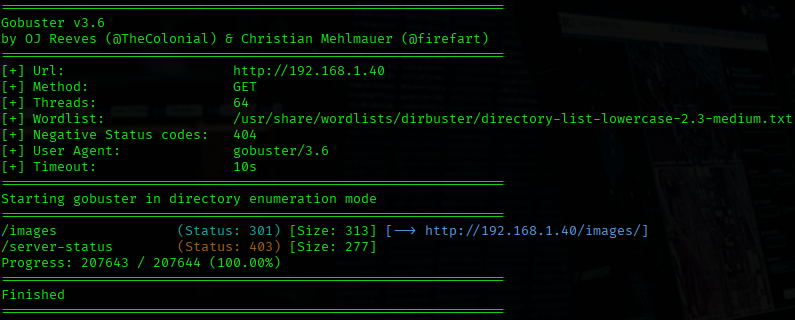 ===============================================================
Gobuster v3.6
by OJ Reeves (@TheColonial) & Christian Mehlmauer (@firefart)
===============================================================
[+] Url:                     http://192.168.1.40
[+] Method:                  GET
[+] Threads:                 64
[+] Wordlist:                /usr/share/wordlists/dirbuster/directory-list-lowercase-2.3-medium.txt
[+] Negative Status codes:   404
[+] User Agent:              gobuster/3.6
[+] Timeout:                 10s
===============================================================
Starting gobuster in directory enumeration mode
===============================================================
/images               (Status: 301) [Size: 313] [--> http://192.168.1.40/images/]
/server-status        (Status: 403) [Size: 277]
Progress: 207643 / 207644 (100.00%)
===============================================================
Finished
===============================================================